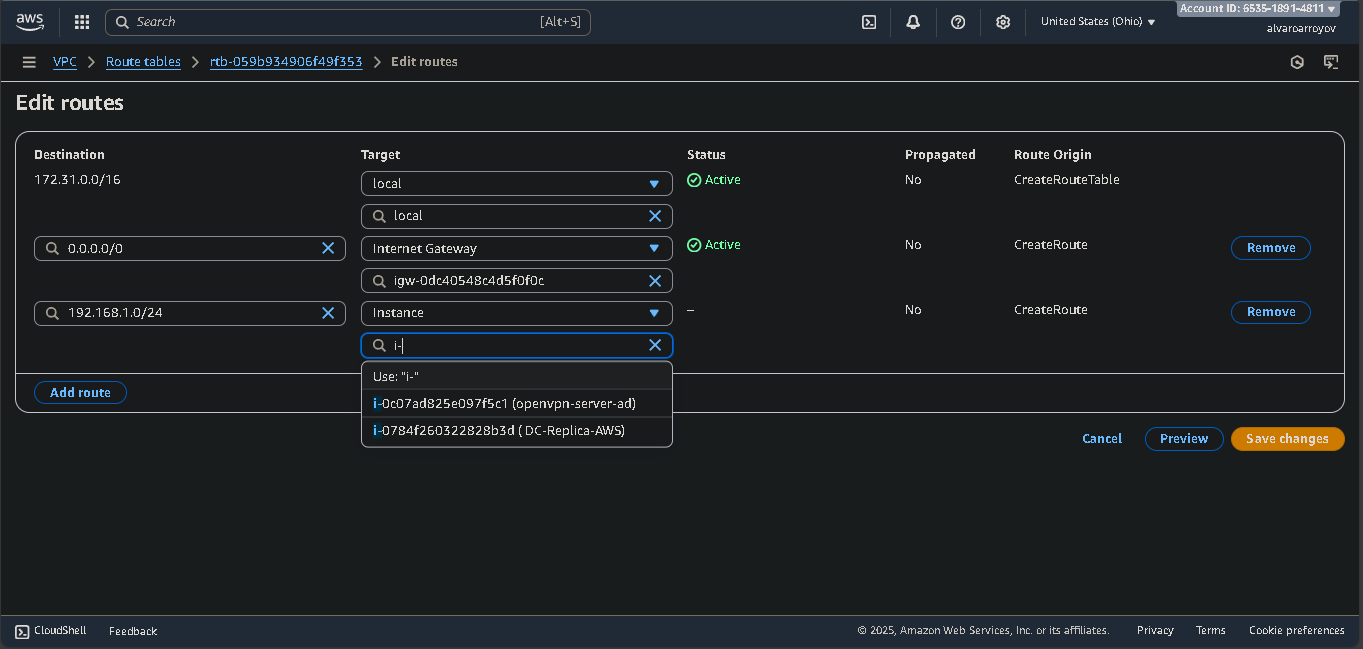 aws
Search [Alt+S]
United States (Ohio)
Account ID: 6535-1891-4811
alvaroarroyov
VPC > Route tables > rtb-059b934906f49f353 > Edit routes
Edit routes
Destination Target Status Propagated Route Origin
172.31.0.0/16 local Active No CreateRouteTable
local
0.0.0.0/0 Internet Gateway Active No CreateRoute Remove
igw-0dc40548c4d5f0f0c
192.168.1.0/24 Instance – No CreateRoute Remove
i-
Use: "i-"
i-0c07ad825e097f5c1 (openvpn-server-ad)
i-0784f260322828b3d ( DC-Replica-AWS)
Add route
Cancel Preview Save changes
CloudShell Feedback © 2025, Amazon Web Services, Inc. or its affiliates. Privacy Terms Cookie preferences